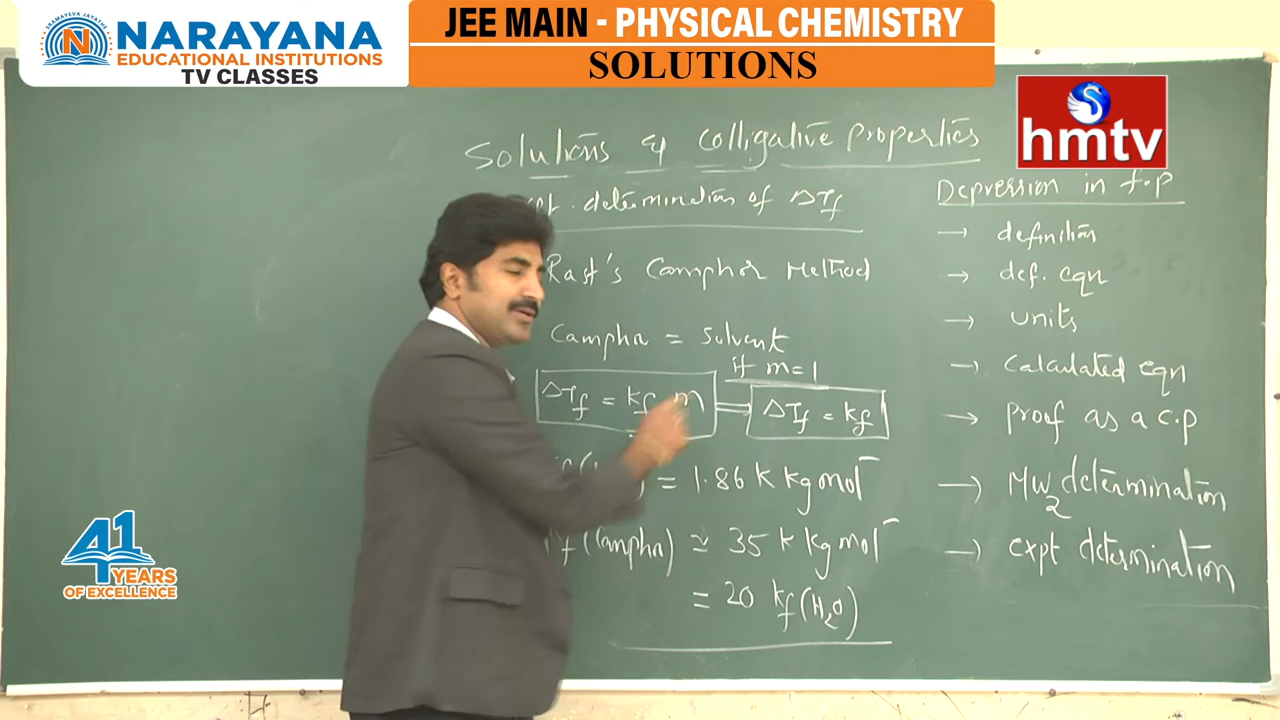 NARAYANA
EDUCATIONAL INSTITUTIONS
TV CLASSES
JEE MAIN - PHYSICAL CHEMISTRY
SOLUTIONS
hmtv
Solutions & Colligative Properties
determination of ΔTf
Rast's Camphor Method
Camphor = Solvent
if m=1
ΔTf = kf m
ΔTf = kf
= 1.86 K kg mol⁻
(Camphor) ≃ 35 K kg mol⁻
= 20 kf (H₂O)
Depression in f.p
→ definition
→ def. eqn
→ units
→ Calculated eqn
→ proof as a c.p
→ MW₂ determination
→ expt determination
41
YEARS
OF EXCELLENCE